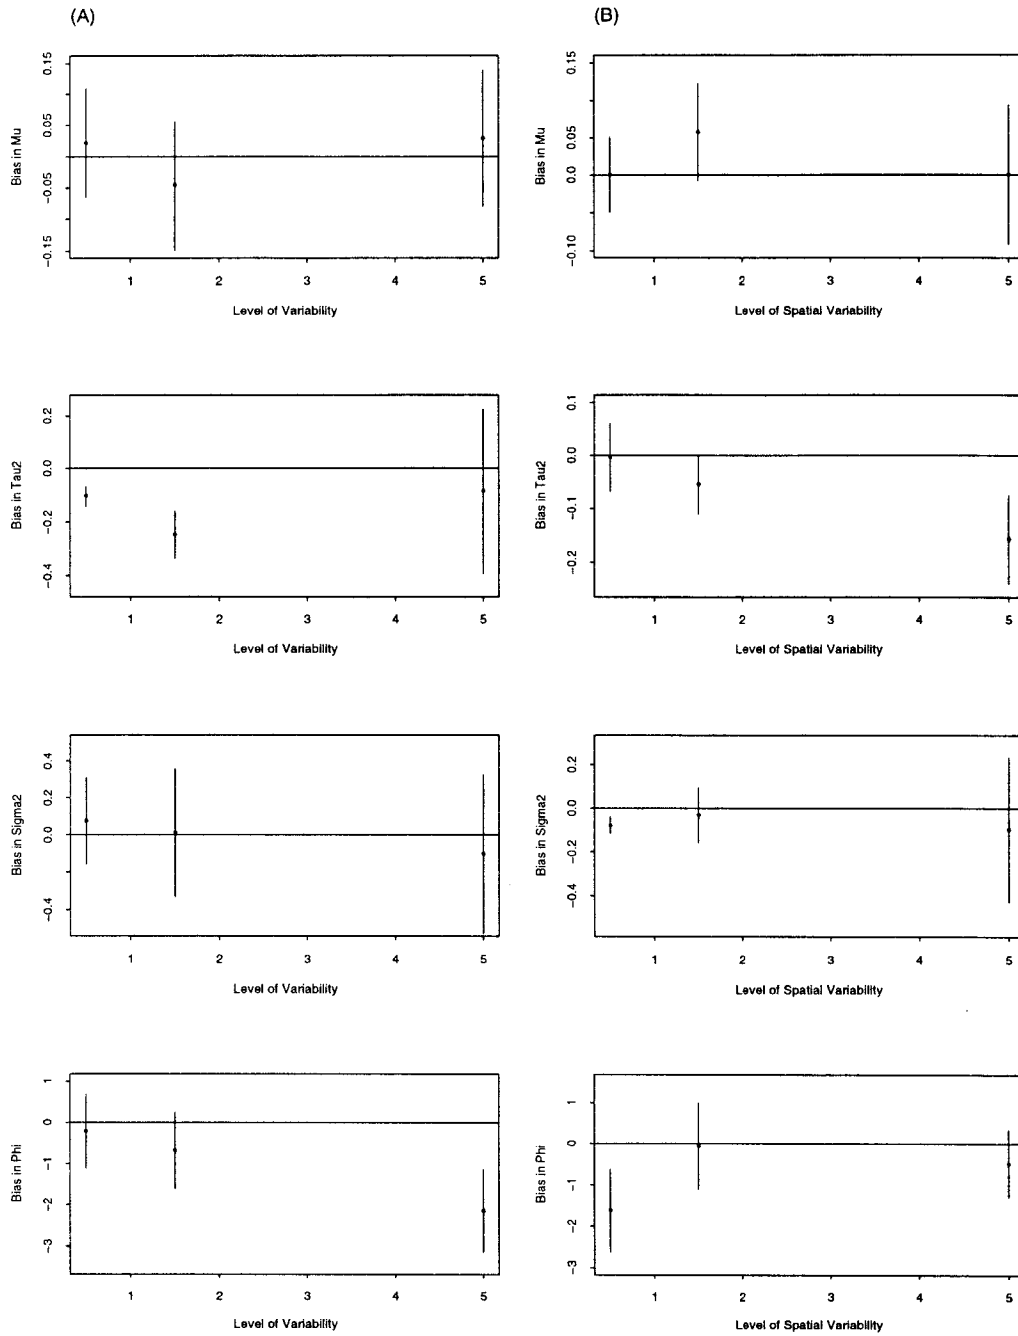 (A)
Bias in Mu
0.15
0.05
−0.05
−0.15
1 2 3 4 5
Level of Variability
(B)
Bias in Mu
0.15
0.05
0.0
−0.10
1 2 3 4 5
Level of Spatial Variability
Bias in Tau2
0.2
0.0
−0.2
−0.4
1 2 3 4 5
Level of Variability
Bias in Tau2
0.1
0.0
−0.1
−0.2
1 2 3 4 5
Level of Spatial Variability
Bias in Sigma2
0.4
0.2
0.0
−0.4
1 2 3 4 5
Level of Variability
Bias in Sigma2
0.2
0.0
−0.2
−0.4
1 2 3 4 5
Level of Spatial Variability
Bias in Phi
1
0
−1
−2
−3
1 2 3 4 5
Level of Variability
Bias in Phi
1
0
−1
−2
−3
1 2 3 4 5
Level of Spatial Variability